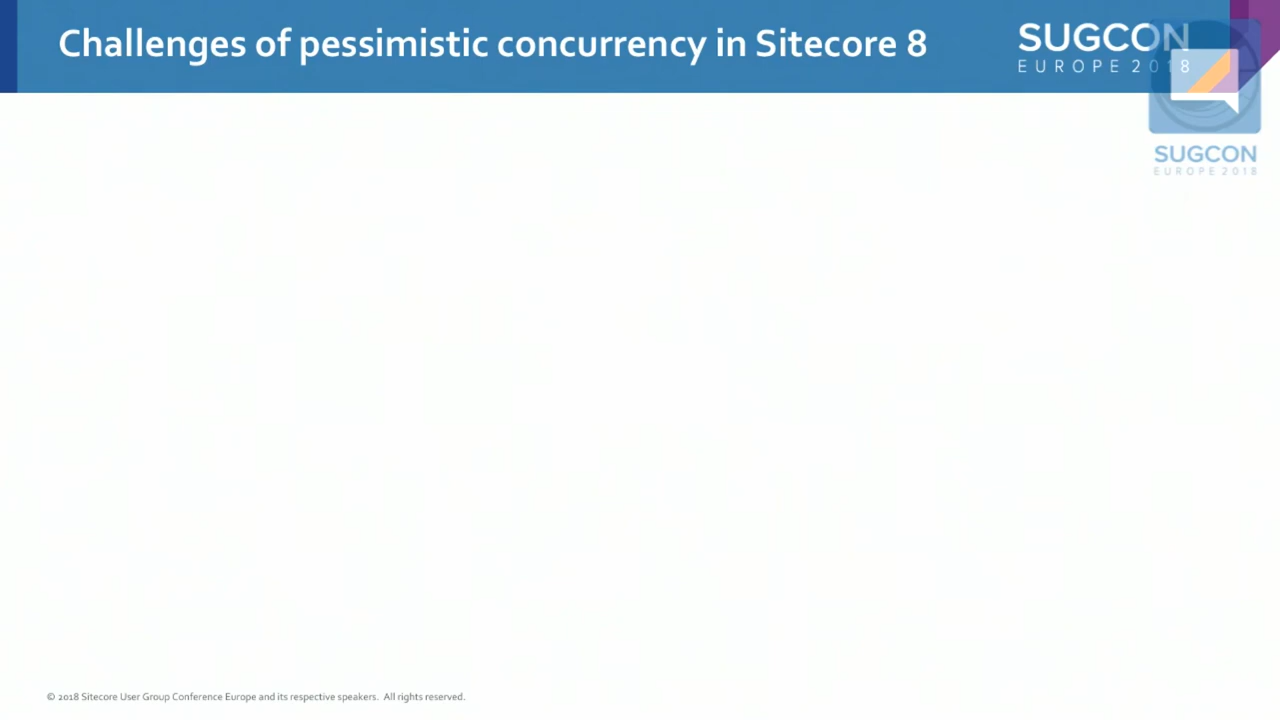 Challenges of pessimistic concurrency in Sitecore 8
SUGCON
EUROPE 2018
SUGCON
EUROPE 2018
© 2018 Sitecore User Group Conference Europe and its respective speakers. All rights reserved.